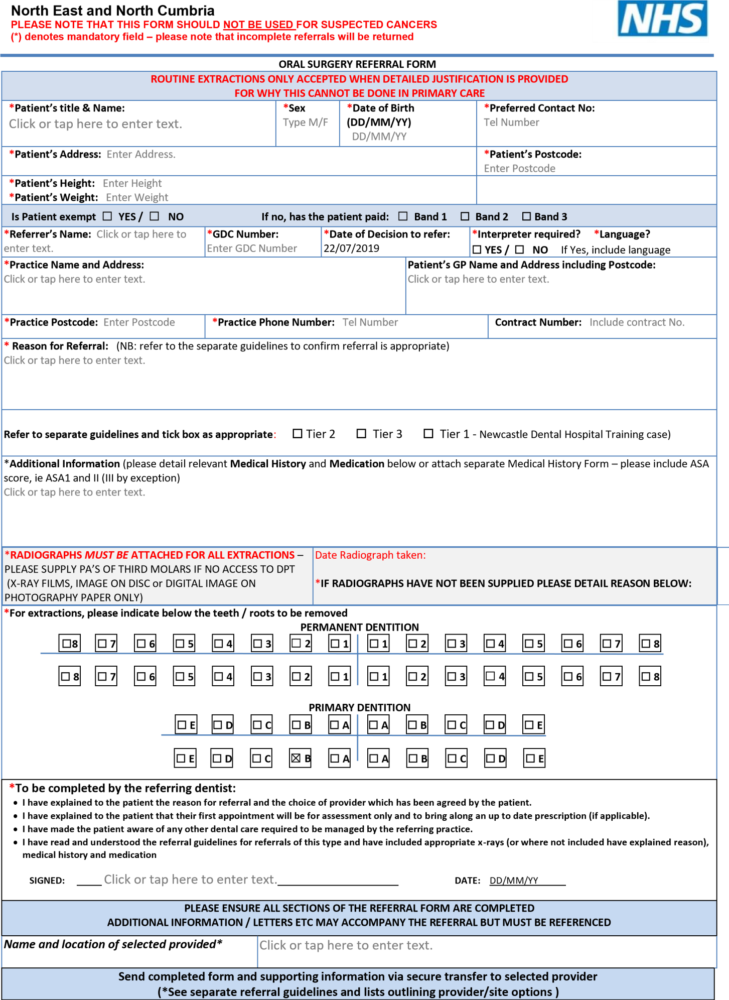 North East and North Cumbria
NHS
PLEASE NOTE THAT THIS FORM SHOULD NOT BE USED FOR SUSPECTED CANCERS
(*) denotes mandatory field – please note that incomplete referrals will be returned
ORAL SURGERY REFERRAL FORM
ROUTINE EXTRACTIONS ONLY ACCEPTED WHEN DETAILED JUSTIFICATION IS PROVIDED
FOR WHY THIS CANNOT BE DONE IN PRIMARY CARE
*Patient's title & Name:
Click or tap here to enter text.
*Sex
Type M/F
*Date of Birth
(DD/MM/YY)
DD/MM/YY
*Preferred Contact No:
Tel Number
*Patient's Address: Enter Address.
*Patient's Postcode:
Enter Postcode
*Patient's Height: Enter Height
*Patient's Weight: Enter Weight
Is Patient exempt ☐ YES / ☐ NO If no, has the patient paid: ☐ Band 1 ☐ Band 2 ☐ Band 3
*Referrer's Name: Click or tap here to
enter text.
*GDC Number:
Enter GDC Number
*Date of Decision to refer:
22/07/2019
*Interpreter required? *Language?
☐ YES / ☐ NO If Yes, include language
*Practice Name and Address:
Click or tap here to enter text.
Patient's GP Name and Address including Postcode:
Click or tap here to enter text.
*Practice Postcode: Enter Postcode
*Practice Phone Number: Tel Number
Contract Number: Include contract No.
* Reason for Referral: (NB: refer to the separate guidelines to confirm referral is appropriate)
Click or tap here to enter text.
Refer to separate guidelines and tick box as appropriate: ☐ Tier 2 ☐ Tier 3 ☐ Tier 1 - Newcastle Dental Hospital Training case)
*Additional Information (please detail relevant Medical History and Medication below or attach separate Medical History Form – please include ASA
score, ie ASA1 and II (III by exception)
Click or tap here to enter text.
*RADIOGRAPHS MUST BE ATTACHED FOR ALL EXTRACTIONS –
PLEASE SUPPLY PA'S OF THIRD MOLARS IF NO ACCESS TO DPT
(X-RAY FILMS, IMAGE ON DISC or DIGITAL IMAGE ON
PHOTOGRAPHY PAPER ONLY)
Date Radiograph taken:
*IF RADIOGRAPHS HAVE NOT BEEN SUPPLIED PLEASE DETAIL REASON BELOW:
*For extractions, please indicate below the teeth / roots to be removed
PERMANENT DENTITION
☐8 ☐7 ☐6 ☐5 ☐4 ☐3 ☐2 ☐1 ☐1 ☐2 ☐3 ☐4 ☐5 ☐6 ☐7 ☐8
☐8 ☐7 ☐6 ☐5 ☐4 ☐3 ☐2 ☐1 ☐1 ☐2 ☐3 ☐4 ☐5 ☐6 ☐7 ☐8
PRIMARY DENTITION
☐E ☐D ☐C ☐B ☐A ☐A ☐B ☐C ☐D ☐E
☐E ☐D ☐C ☒B ☐A ☐A ☐B ☐C ☐D ☐E
*To be completed by the referring dentist:
• I have explained to the patient the reason for referral and the choice of provider which has been agreed by the patient.
• I have explained to the patient that their first appointment will be for assessment only and to bring along an up to date prescription (if applicable).
• I have made the patient aware of any other dental care required to be managed by the referring practice.
• I have read and understood the referral guidelines for referrals of this type and have included appropriate x-rays (or where not included have explained reason),
medical history and medication
SIGNED: Click or tap here to enter text. DATE: DD/MM/YY
PLEASE ENSURE ALL SECTIONS OF THE REFERRAL FORM ARE COMPLETED
ADDITIONAL INFORMATION / LETTERS ETC MAY ACCOMPANY THE REFERRAL BUT MUST BE REFERENCED
Name and location of selected provided*
Click or tap here to enter text.
Send completed form and supporting information via secure transfer to selected provider
(*See separate referral guidelines and lists outlining provider/site options )